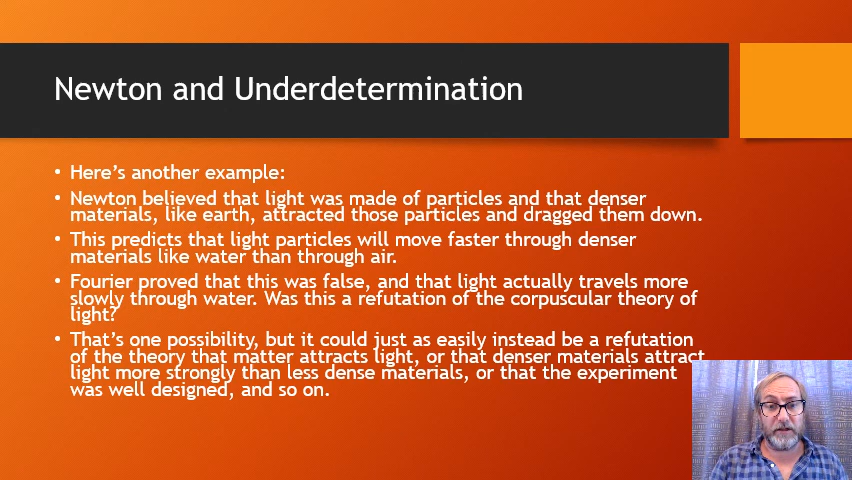 Newton and Underdetermination
• Here's another example:
• Newton believed that light was made of particles and that denser
materials, like earth, attracted those particles and dragged them down.
• This predicts that light particles will move faster through denser
materials like water than through air.
• Fourier proved that this was false, and that light actually travels more
slowly through water. Was this a refutation of the corpuscular theory of
light?
• That's one possibility, but it could just as easily instead be a refutation
of the theory that matter attracts light, or that denser materials attract
light more strongly than less dense materials, or that the experiment
was well designed, and so on.